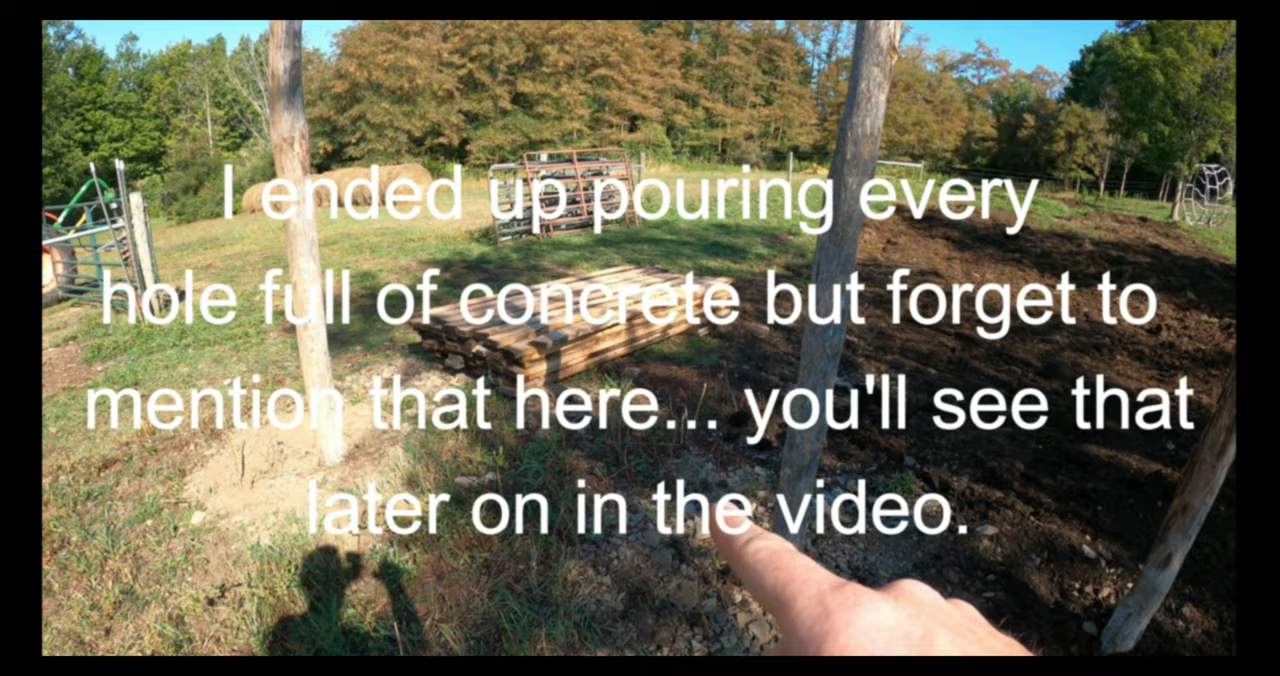 I ended up pouring every
hole full of concrete but forget to
mention that here... you'll see that
later on in the video.